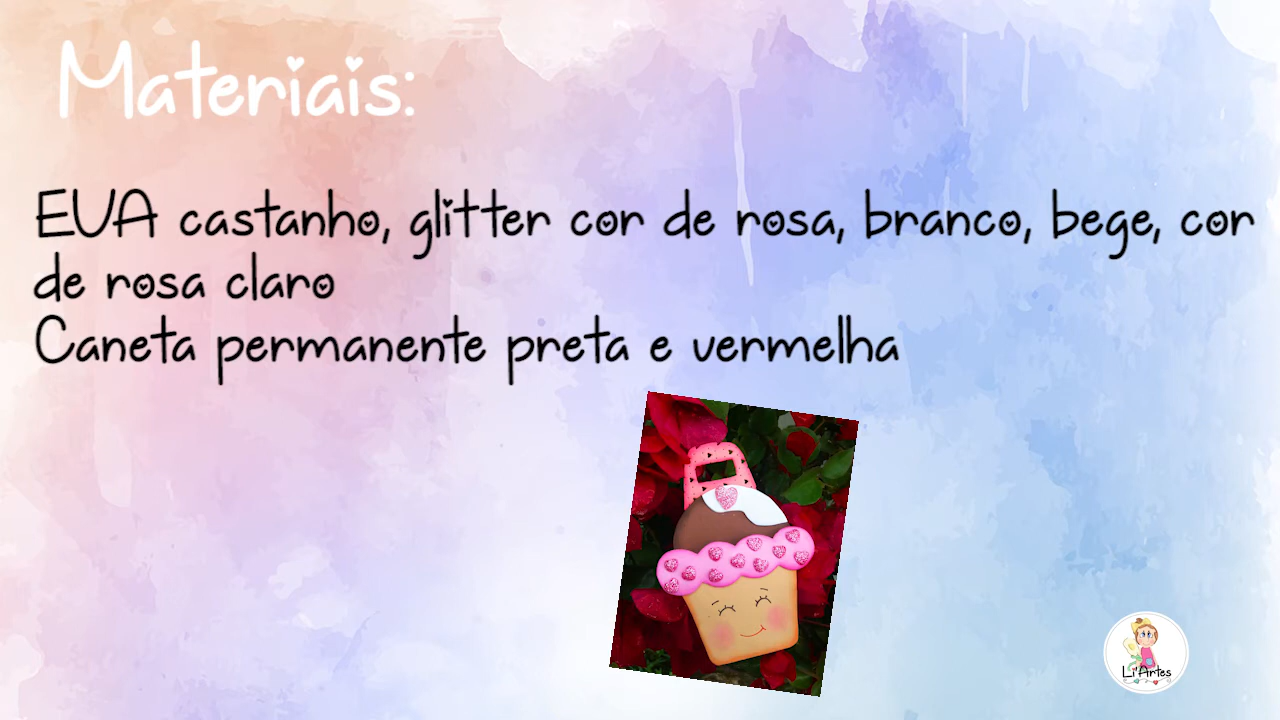 Materiais:
EUA castanho, glitter cor de rosa, branco, bege, cor
de rosa claro
Caneta permanente preta e vermelha
Li'Artes